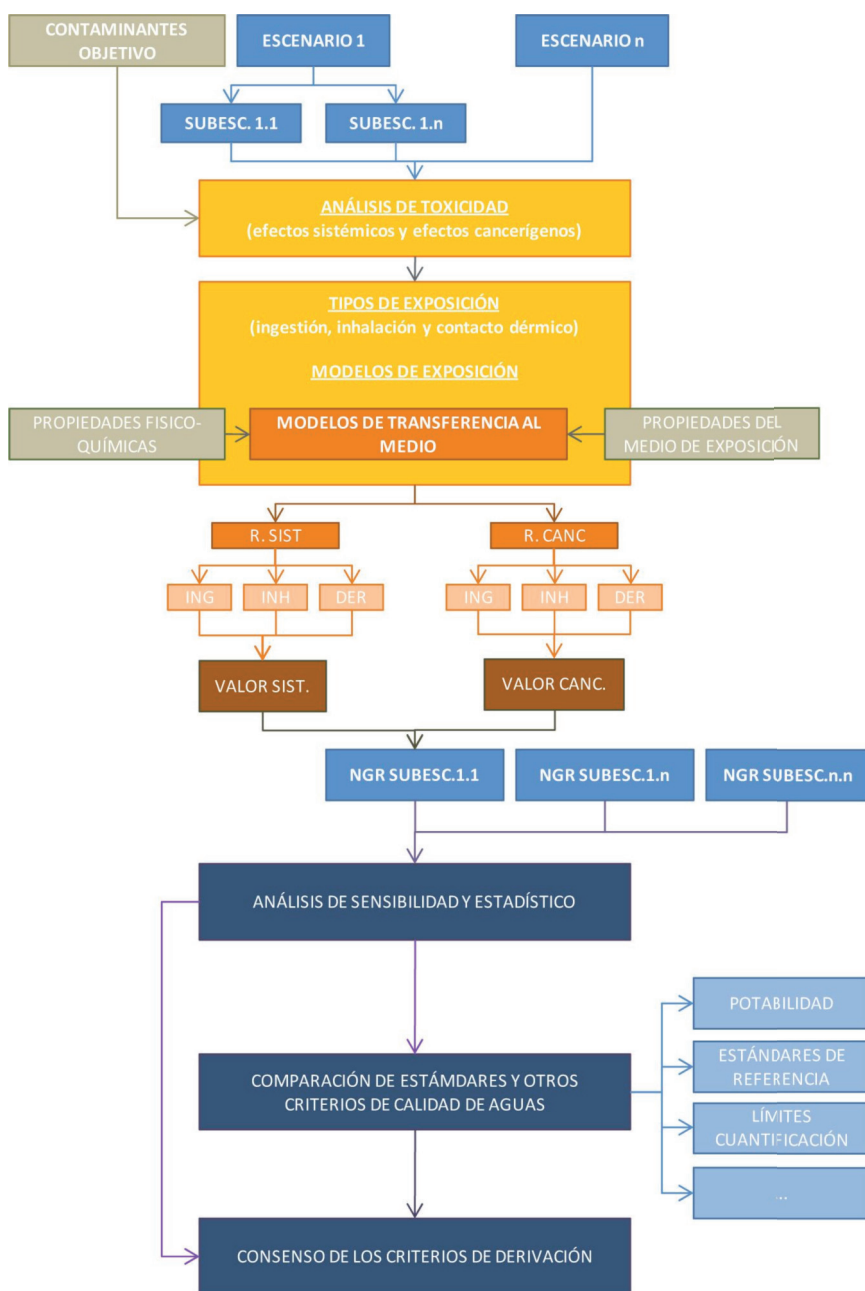 CONTAMINANTES
OBJETIVO
ESCENARIO 1
ESCENARIO n
SUBESC. 1.1
SUBESC. 1.n
ANÁLISIS DE TOXICIDAD
(efectos sistémicos y efectos cancerígenos)
TIPOS DE EXPOSICIÓN
(ingestión, inhalación y contacto dérmico)
MODELOS DE EXPOSICIÓN
PROPIEDADES FISICO-
QUÍMICAS
MODELOS DE TRANSFERENCIA AL
MEDIO
PROPIEDADES DEL
MEDIO DE EXPOSICIÓN
R. SIST
R. CANC
ING
INH
DER
ING
INH
DER
VALOR SIST.
VALOR CANC.
NGR SUBESC.1.1
NGR SUBESC.1.n
NGR SUBESC.n.n
ANÁLISIS DE SENSIBILIDAD Y ESTADÍSTICO
POTABILIDAD
ESTÁNDARES DE
REFERENCIA
COMPARACIÓN DE ESTÁMDARES Y OTROS
CRITERIOS DE CALIDAD DE AGUAS
LÍMITES
CUANTIFICACIÓN
...
CONSENSO DE LOS CRITERIOS DE DERIVACIÓN